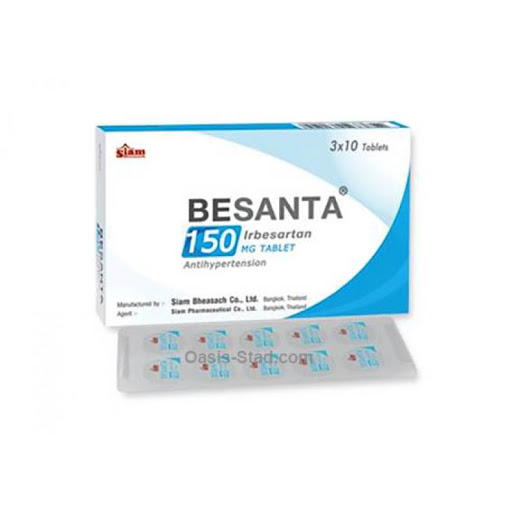 Siam
3x10 Tablets
BESANTA®
150 Irbesartan
MG TABLET
Antihypertension
Manufactured by :- Siam Bheasach Co., Ltd. Bangkok, Thailand
Agent :- Siam Pharmaceutical Co., Ltd. Bangkok, Thailand
BESANTA
Oasis-Stad.com